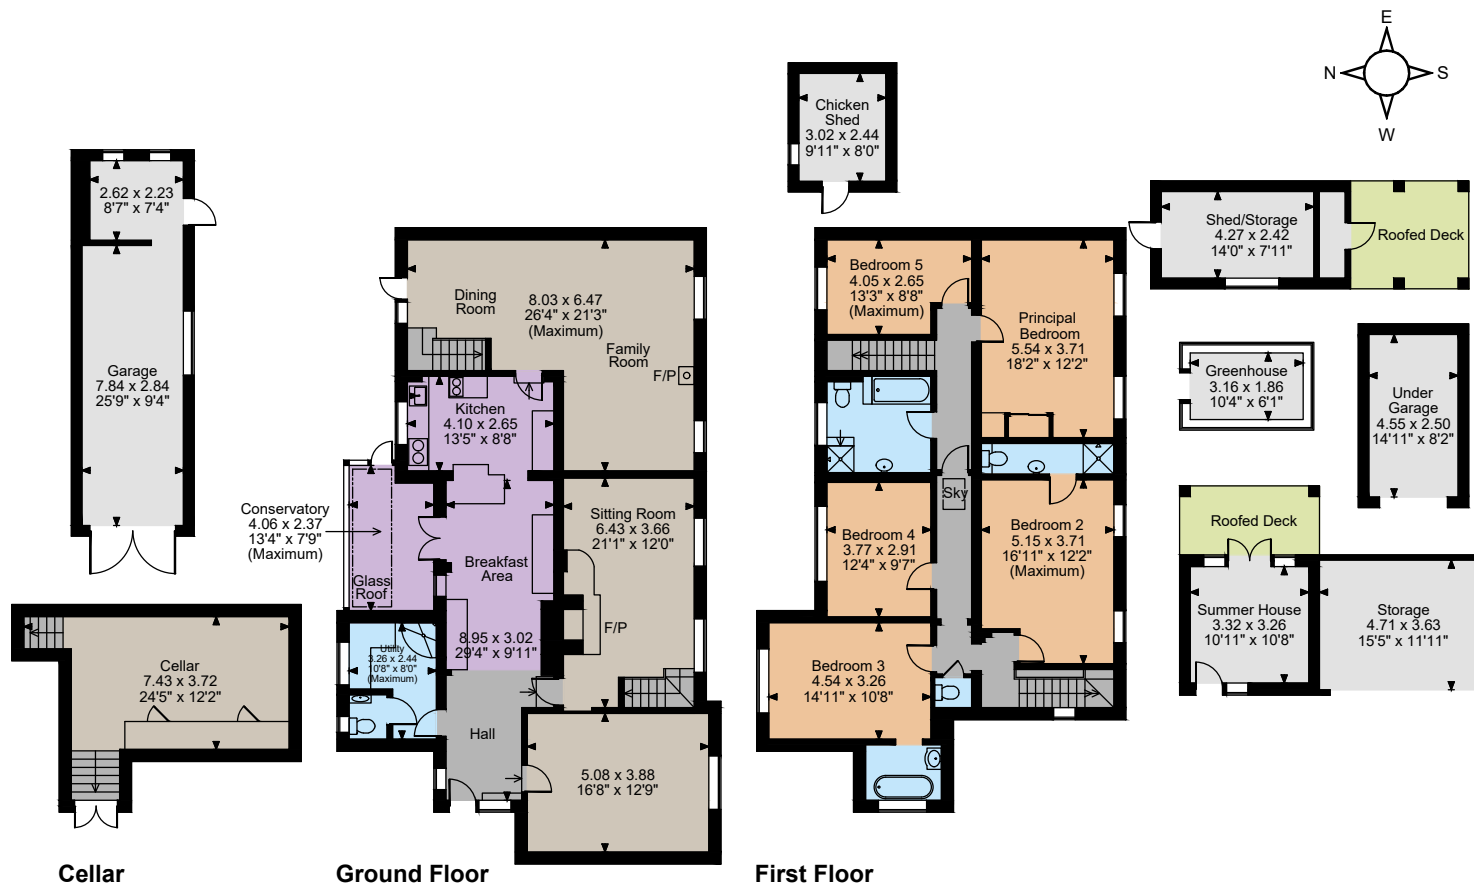 E
N
S
W
Chicken
Shed
3.02 x 2.44
9'11" x 8'0"
2.62 x 2.23
8'7" x 7'4"
Garage
7.84 x 2.84
25'9" x 9'4"
Dining
Room
8.03 x 6.47
26'4" x 21'3"
(Maximum)
Family
Room
F/P
Kitchen
4.10 x 2.65
13'5" x 8'8"
Conservatory
4.06 x 2.37
13'4" x 7'9"
(Maximum)
Glass
Roof
Breakfast
Area
8.95 x 3.02
29'4" x 9'11"
Sitting Room
6.43 x 3.66
21'1" x 12'0"
F/P
Utility
3.26 x 2.44
10'8" x 8'0"
(Maximum)
Hall
5.08 x 3.88
16'8" x 12'9"
Cellar
7.43 x 3.72
24'5" x 12'2"
Bedroom 5
4.05 x 2.65
13'3" x 8'8"
(Maximum)
Principal
Bedroom
5.54 x 3.71
18'2" x 12'2"
Sky
Bedroom 4
3.77 x 2.91
12'4" x 9'7"
Bedroom 2
5.15 x 3.71
16'11" x 12'2"
(Maximum)
Bedroom 3
4.54 x 3.26
14'11" x 10'8"
Shed/Storage
4.27 x 2.42
14'0" x 7'11"
Roofed Deck
Greenhouse
3.16 x 1.86
10'4" x 6'1"
Under
Garage
4.55 x 2.50
14'11" x 8'2"
Roofed Deck
Summer House
3.32 x 3.26
10'11" x 10'8"
Storage
4.71 x 3.63
15'5" x 11'11"
Cellar
Ground Floor
First Floor